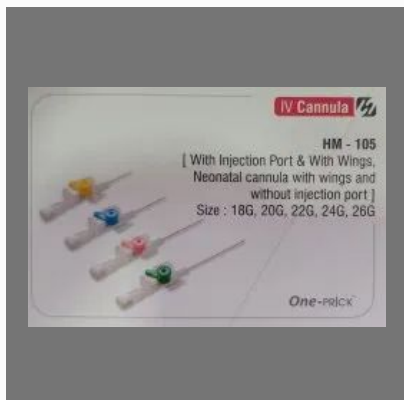 IV Cannula
HM - 105
[ With Injection Port & With Wings,
Neonatal cannula with wings and
without injection port ]
Size : 18G, 20G, 22G, 24G, 26G
One-PRICK